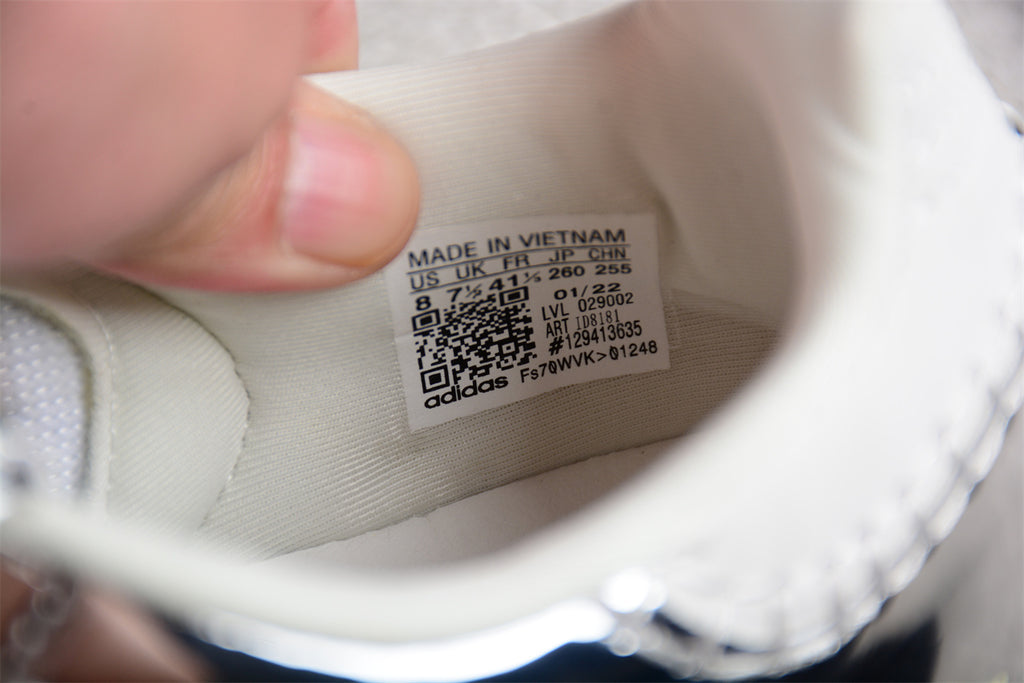 MADE IN VIETNAM
US UK FR JP CHN
8 7½ 41⅓ 260 255
01/22
LVL 029002
ART ID8181
#129413635
adidas Fs70WVK>01248